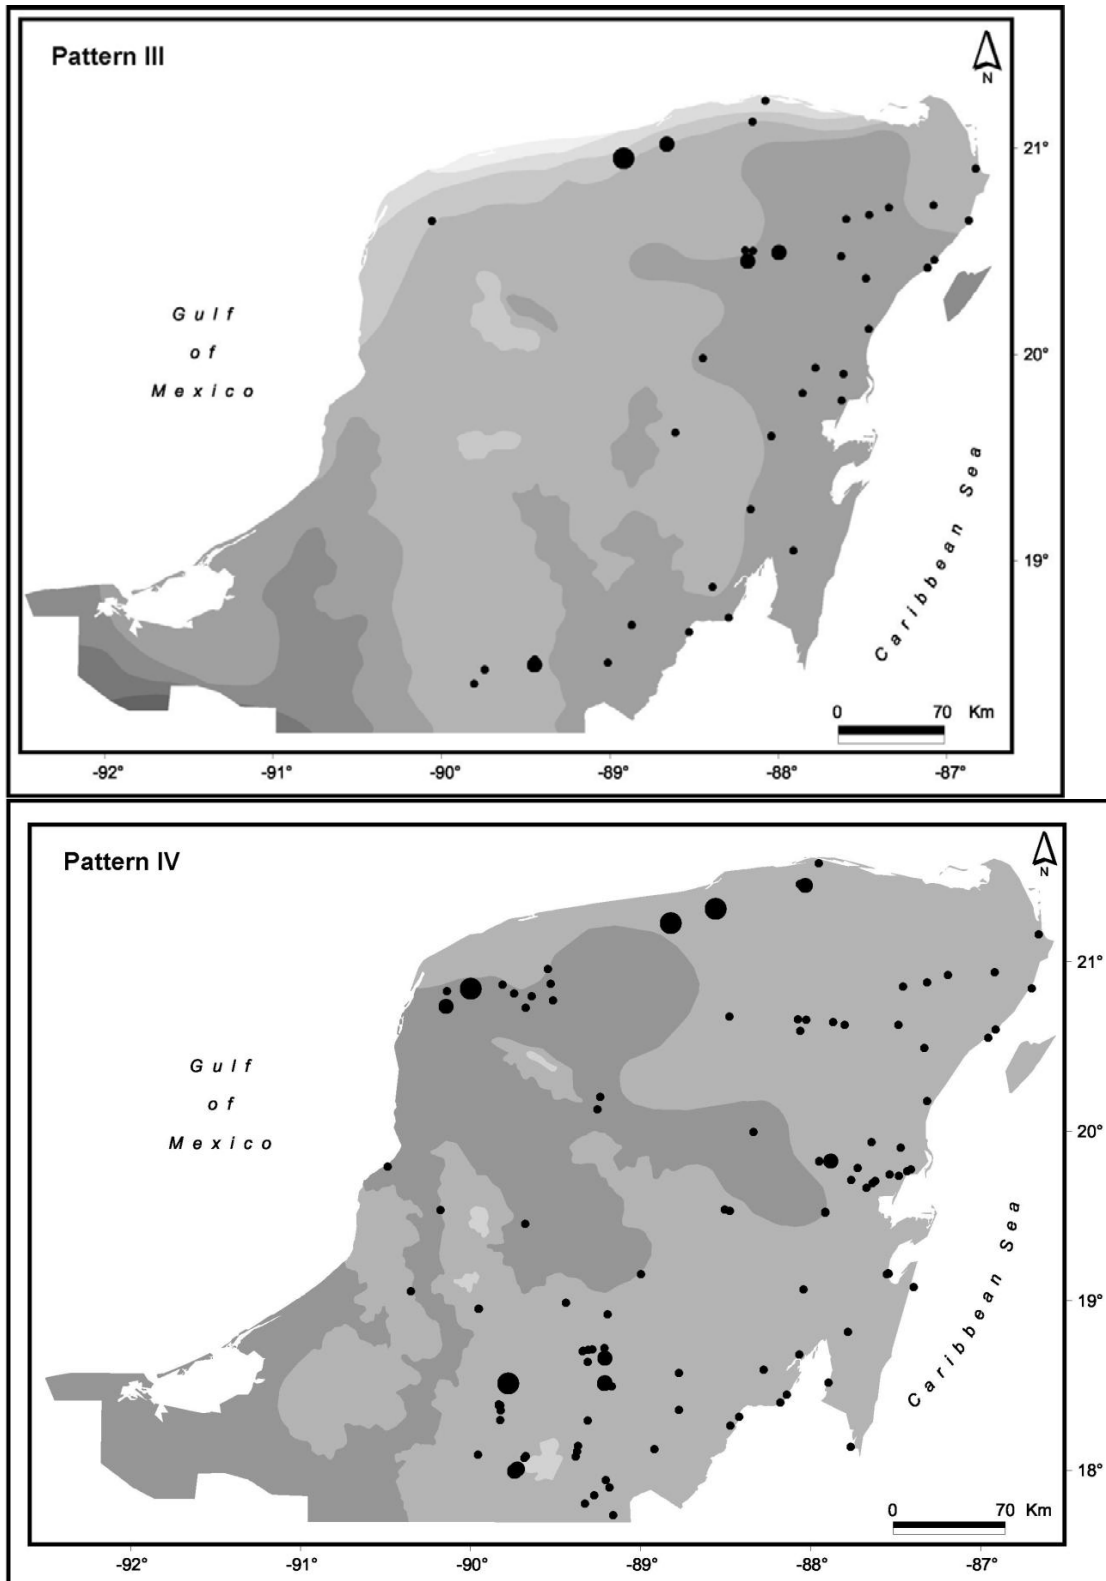 Pattern III
N
21°
Gulf
of
Mexico
20°
Caribbean Sea
19°
0 70 Km
-92° -91° -90° -89° -88° -87°
Pattern IV
N
21°
Gulf
of
Mexico
20°
Caribbean Sea
19°
18°
0 70 Km
-92° -91° -90° -89° -88° -87°